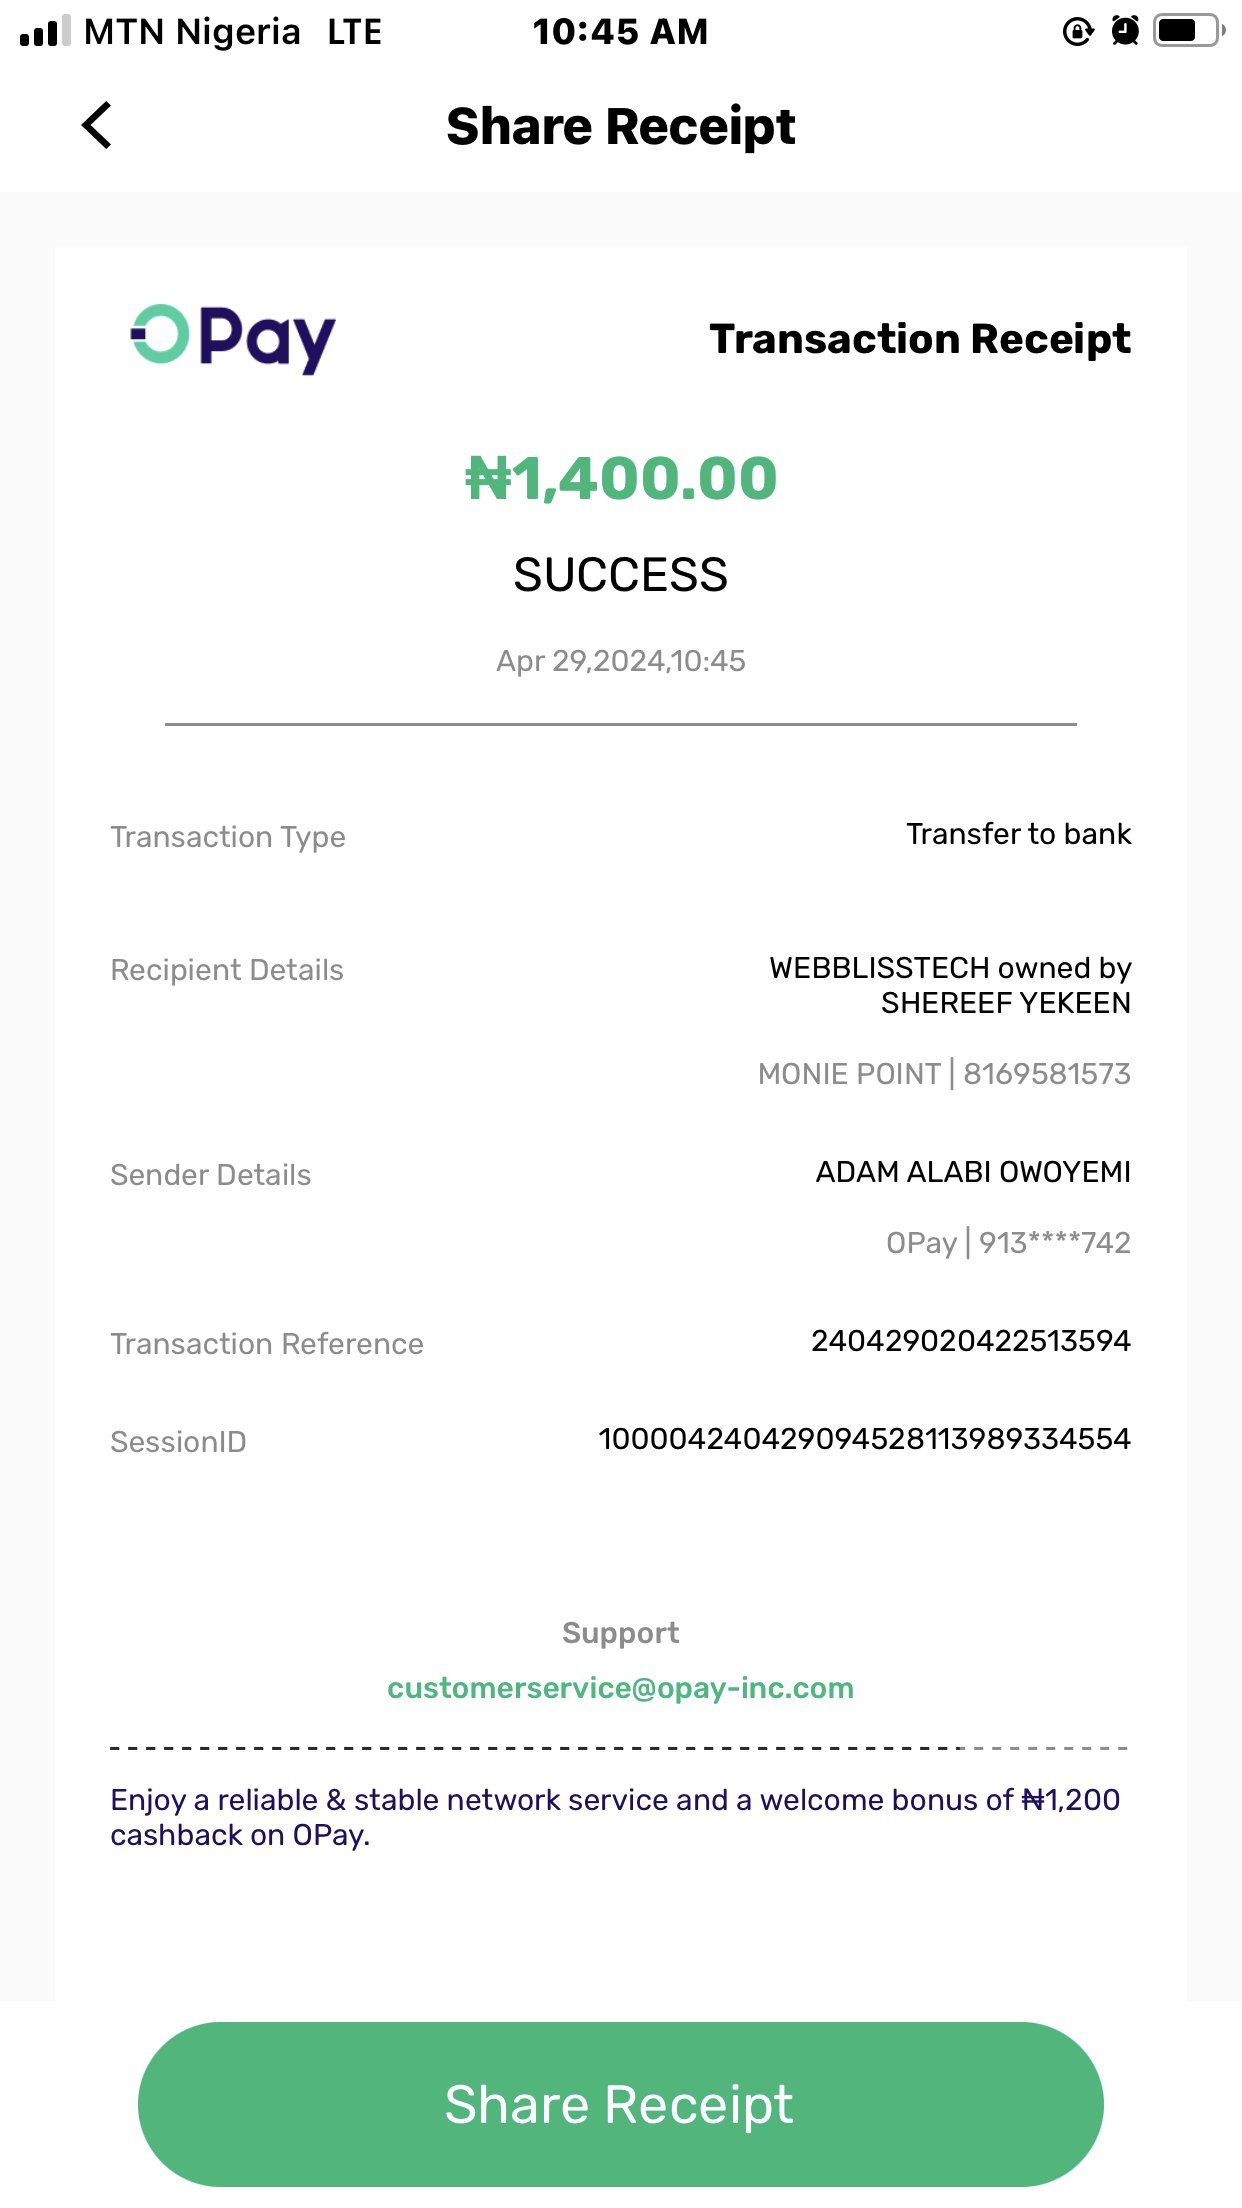 MTN Nigeria LTE 10:45 AM
Share Receipt
OPay Transaction Receipt
₦1,400.00
SUCCESS
Apr 29,2024,10:45
Transaction Type Transfer to bank
Recipient Details WEBBLISSTECH owned by
SHEREEF YEKEEN
MONIE POINT | 8169581573
Sender Details ADAM ALABI OWOYEMI
OPay | 913****742
Transaction Reference 240429020422513594
SessionID 100004240429094528113989334554
Support
customerservice@opay-inc.com
Enjoy a reliable & stable network service and a welcome bonus of ₦1,200
cashback on OPay.
Share Receipt